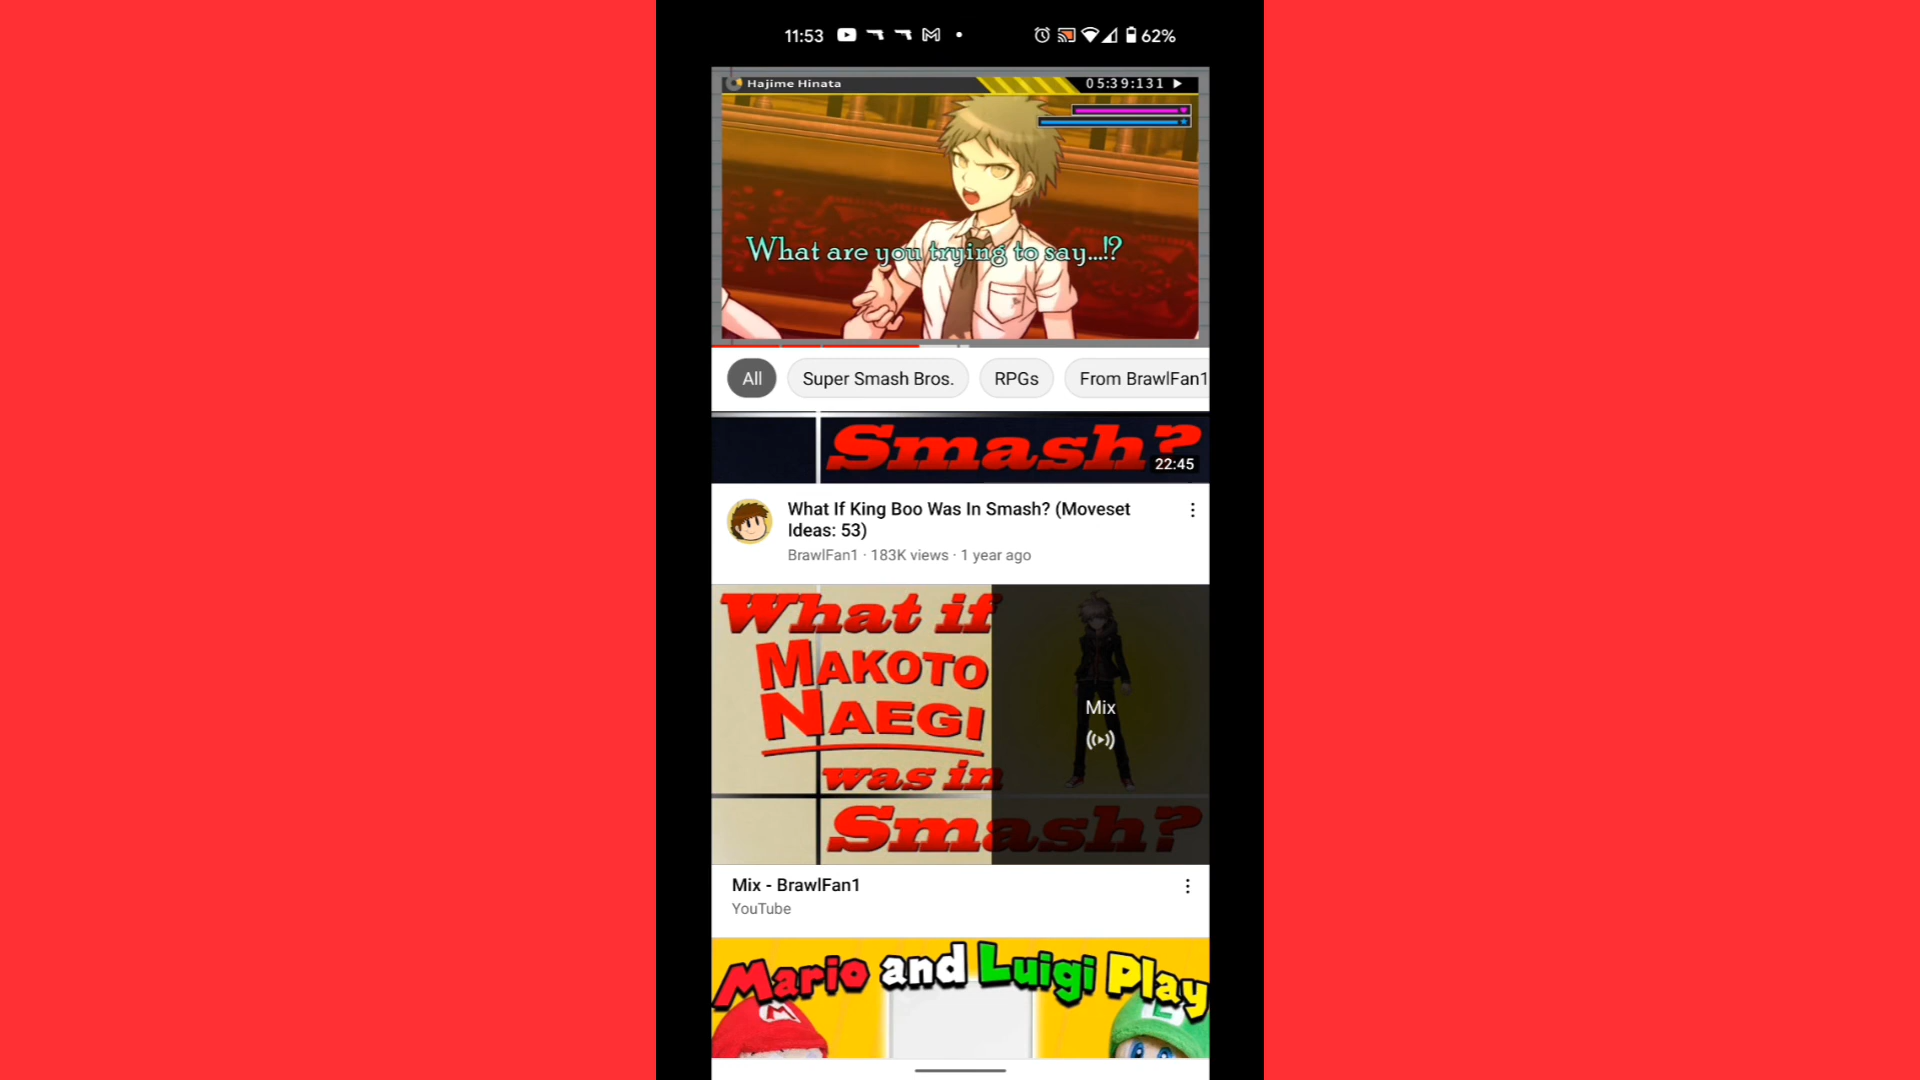 11:53
62%
Hajime Hinata
05:39:131
What are you trying to say...!?
All
Super Smash Bros.
RPGs
From BrawlFan1
Smash?
22:45
What If King Boo Was In Smash? (Moveset
Ideas: 53)
BrawlFan1 · 183K views · 1 year ago
What if
MAKOTO
NAEGI
was in
Smash?
Mix
Mix - BrawlFan1
YouTube
Mario and Luigi Play
M
L